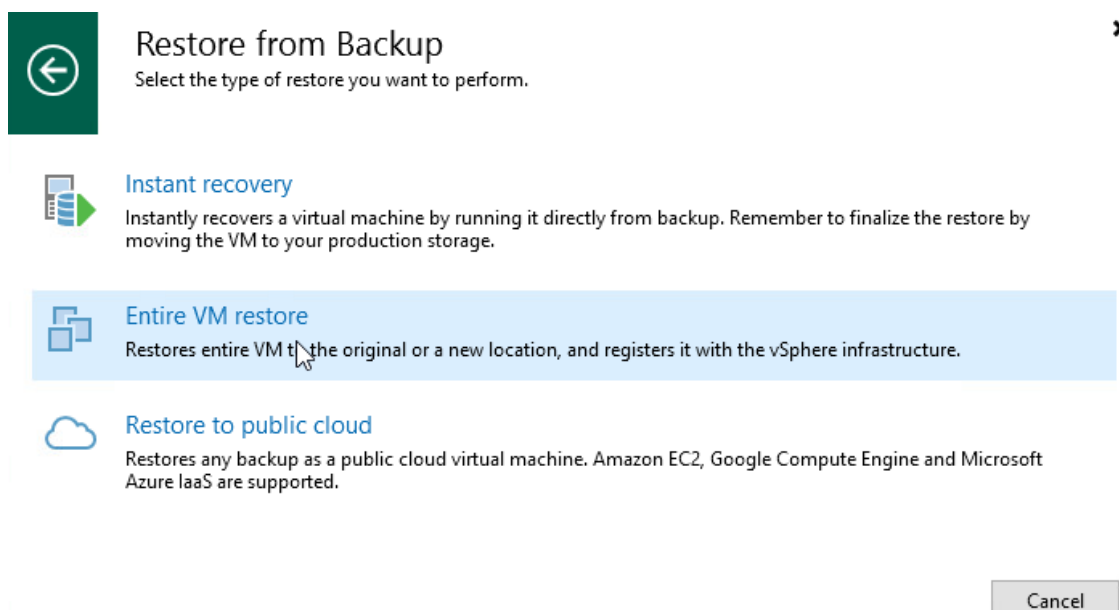 Restore from Backup
Select the type of restore you want to perform.
Instant recovery
Instantly recovers a virtual machine by running it directly from backup. Remember to finalize the restore by
moving the VM to your production storage.
Entire VM restore
Restores entire VM to the original or a new location, and registers it with the vSphere infrastructure.
Restore to public cloud
Restores any backup as a public cloud virtual machine. Amazon EC2, Google Compute Engine and Microsoft
Azure IaaS are supported.
Cancel